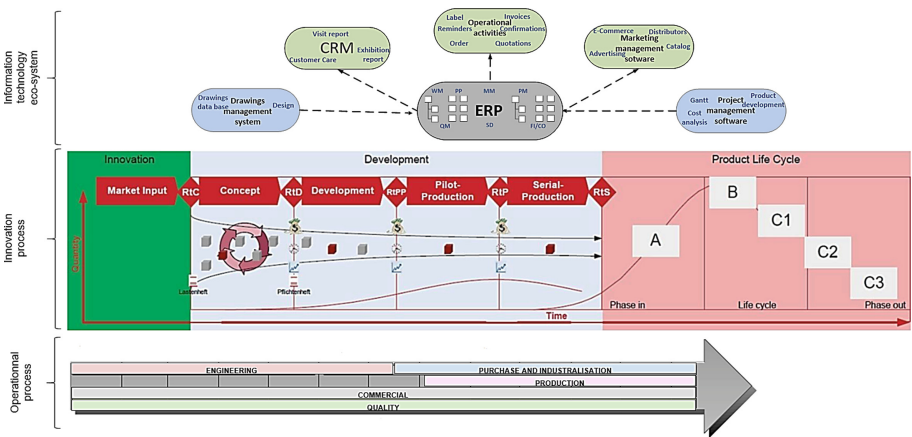 Information
technology
eco-system
Visit report
CRM
Exhibition
report
Customer Care
Label
Invoices
Operational
activities
Reminders
Confirmations
Order
Quotations
E-Commerce
Distributors
Marketing
management
sotware
Catalog
Advertising
Drawings
data base
Drawings
management
system
Design
WM
PP
MM
PM
ERP
QM
SD
FI/CO
Gantt
Product
development
Project
management
software
Cost
analysis
Innovation
process
Innovation
Development
Product Life Cycle
Market Input
RtC
Concept
RtD
Development
RtPP
Pilot-
Production
RtP
Serial-
Production
RtS
Quantity
$
$
$
Lastenheft
Pflichtenheft
A
B
C1
C2
C3
Phase in
Life cycle
Phase out
Time
Operationnal
process
ENGINEERING
PURCHASE AND INDUSTRIALISATION
PRODUCTION
COMMERCIAL
QUALITY